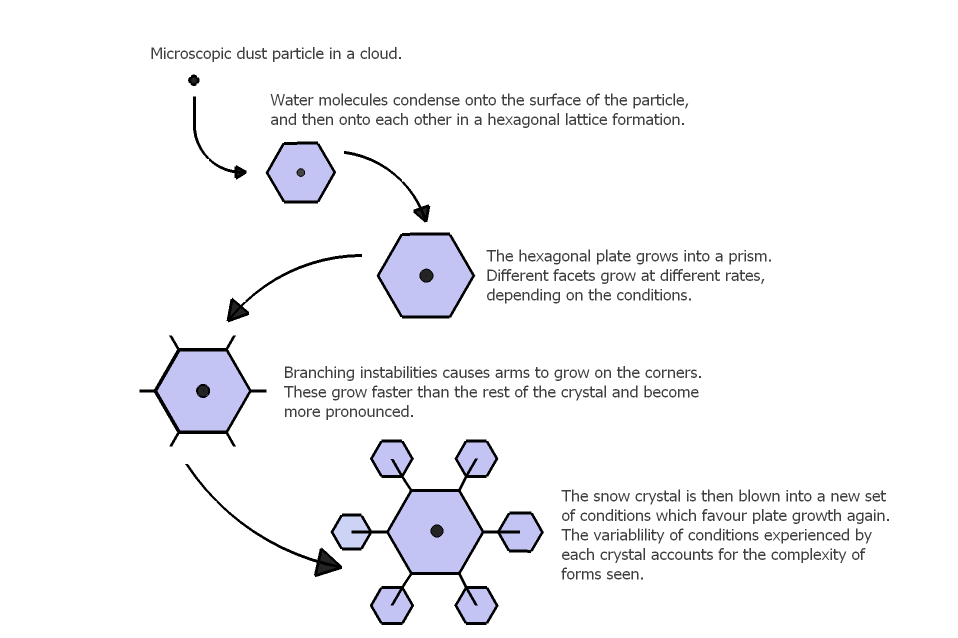 Microscopic dust particle in a cloud.
Water molecules condense onto the surface of the particle,
and then onto each other in a hexagonal lattice formation.
The hexagonal plate grows into a prism.
Different facets grow at different rates,
depending on the conditions.
Branching instabilities causes arms to grow on the corners.
These grow faster than the rest of the crystal and become
more pronounced.
The snow crystal is then blown into a new set
of conditions which favour plate growth again.
The variablility of conditions experienced by
each crystal accounts for the complexity of
forms seen.